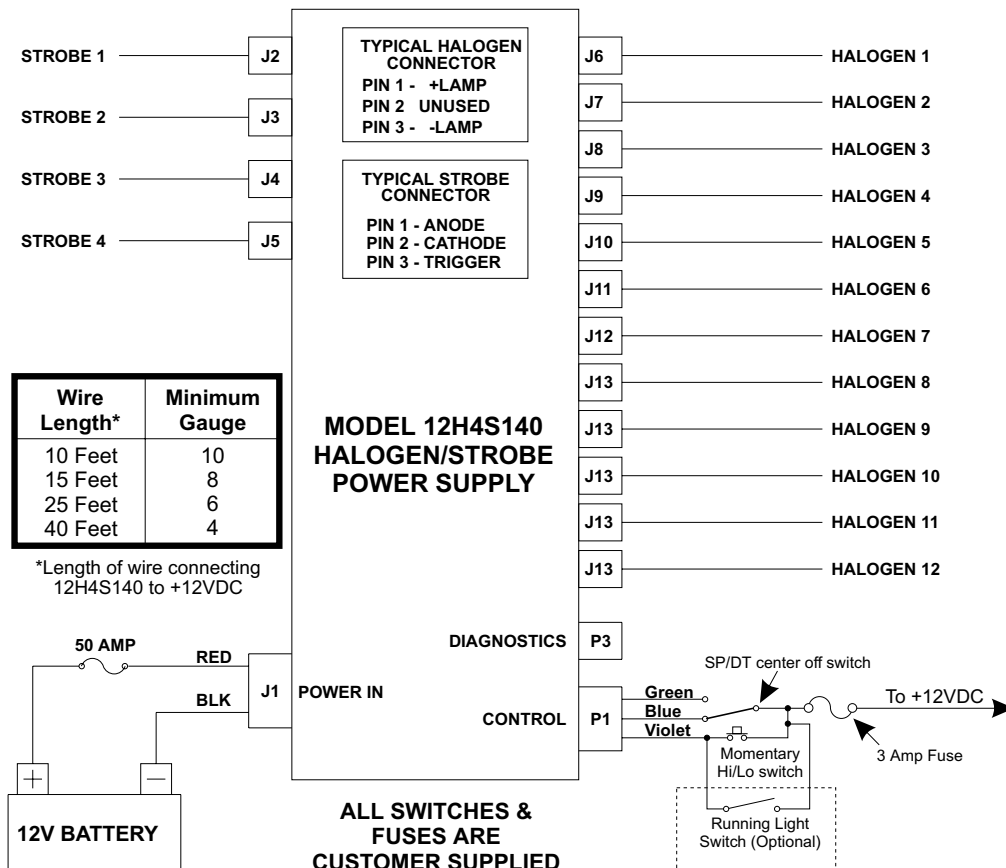 STROBE 1 J2
STROBE 2 J3
STROBE 3 J4
STROBE 4 J5
TYPICAL HALOGEN
CONNECTOR
PIN 1 - +LAMP
PIN 2 UNUSED
PIN 3 - -LAMP
TYPICAL STROBE
CONNECTOR
PIN 1 - ANODE
PIN 2 - CATHODE
PIN 3 - TRIGGER
J6 HALOGEN 1
J7 HALOGEN 2
J8 HALOGEN 3
J9 HALOGEN 4
J10 HALOGEN 5
J11 HALOGEN 6
J12 HALOGEN 7
J13 HALOGEN 8
J13 HALOGEN 9
J13 HALOGEN 10
J13 HALOGEN 11
J13 HALOGEN 12
Wire Minimum
Length* Gauge
10 Feet 10
15 Feet 8
25 Feet 6
40 Feet 4
*Length of wire connecting
12H4S140 to +12VDC
MODEL 12H4S140
HALOGEN/STROBE
POWER SUPPLY
50 AMP
RED
BLK
J1 POWER IN
+ −
12V BATTERY
DIAGNOSTICS P3
CONTROL P1
Green
Blue
Violet
SP/DT center off switch
To +12VDC
3 Amp Fuse
Momentary
Hi/Lo switch
Running Light
Switch (Optional)
ALL SWITCHES &
FUSES ARE
CUSTOMER SUPPLIED